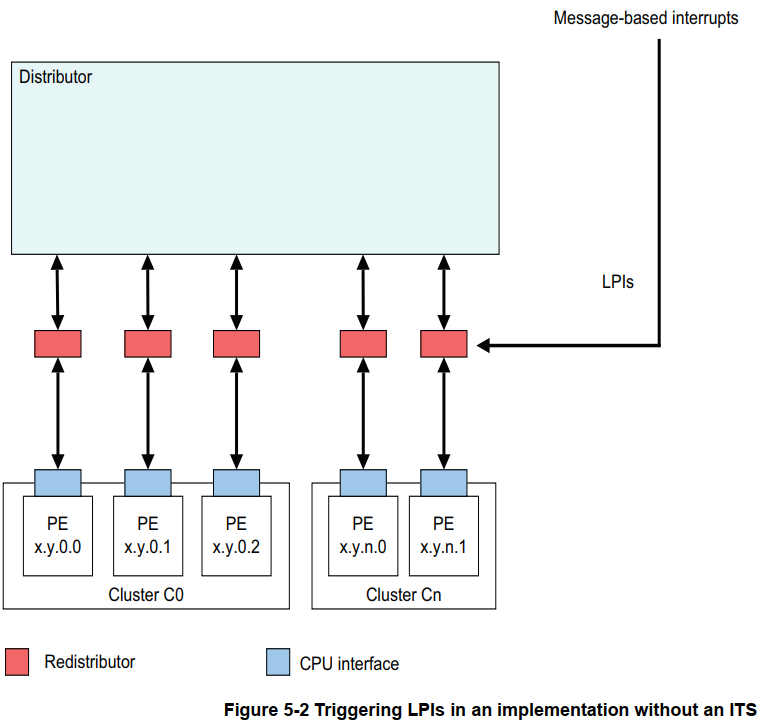 Message-based interrupts
Distributor
LPIs
PE
x.y.0.0
PE
x.y.0.1
PE
x.y.0.2
PE
x.y.n.0
PE
x.y.n.1
Cluster C0
Cluster Cn
Redistributor
CPU interface
Figure 5-2 Triggering LPIs in an implementation without an ITS